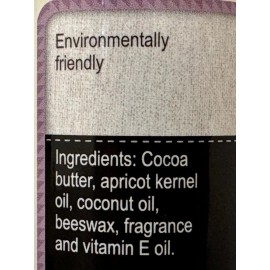 Environmentally
friendly
Ingredients: Cocoa
butter, apricot kernel
oil, coconut oil,
beeswax, fragrance
and vitamin E oil.